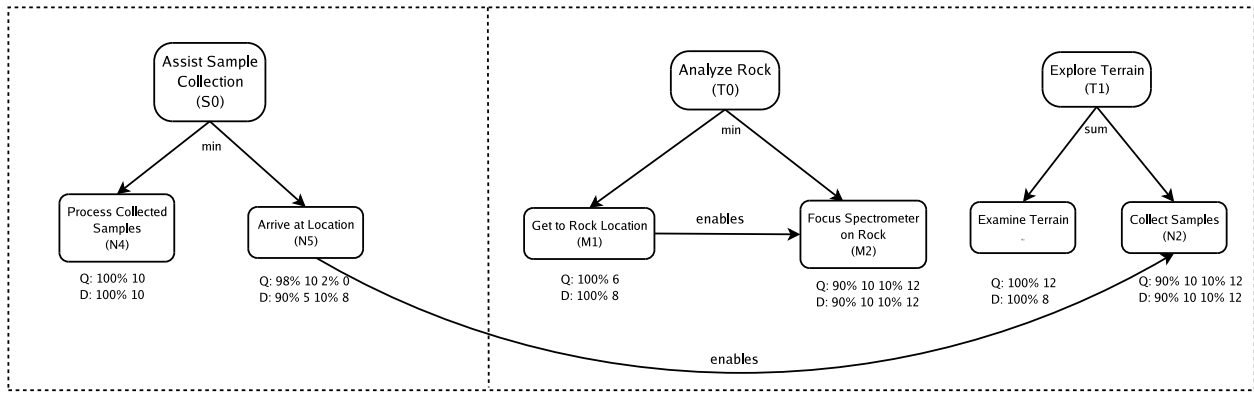 Assist Sample
Collection
(S0)
min
Process Collected
Samples
(N4)
Q: 100% 10
D: 100% 10
Arrive at Location
(N5)
Q: 98% 10 2% 0
D: 90% 5 10% 8
Analyze Rock
(T0)
min
Get to Rock Location
(M1)
Q: 100% 6
D: 100% 8
enables
Focus Spectrometer
on Rock
(M2)
Q: 90% 10 10% 12
D: 90% 10 10% 12
Explore Terrain
(T1)
sum
Examine Terrain
Q: 100% 12
D: 100% 8
Collect Samples
(N2)
Q: 90% 10 10% 12
D: 90% 10 10% 12
enables